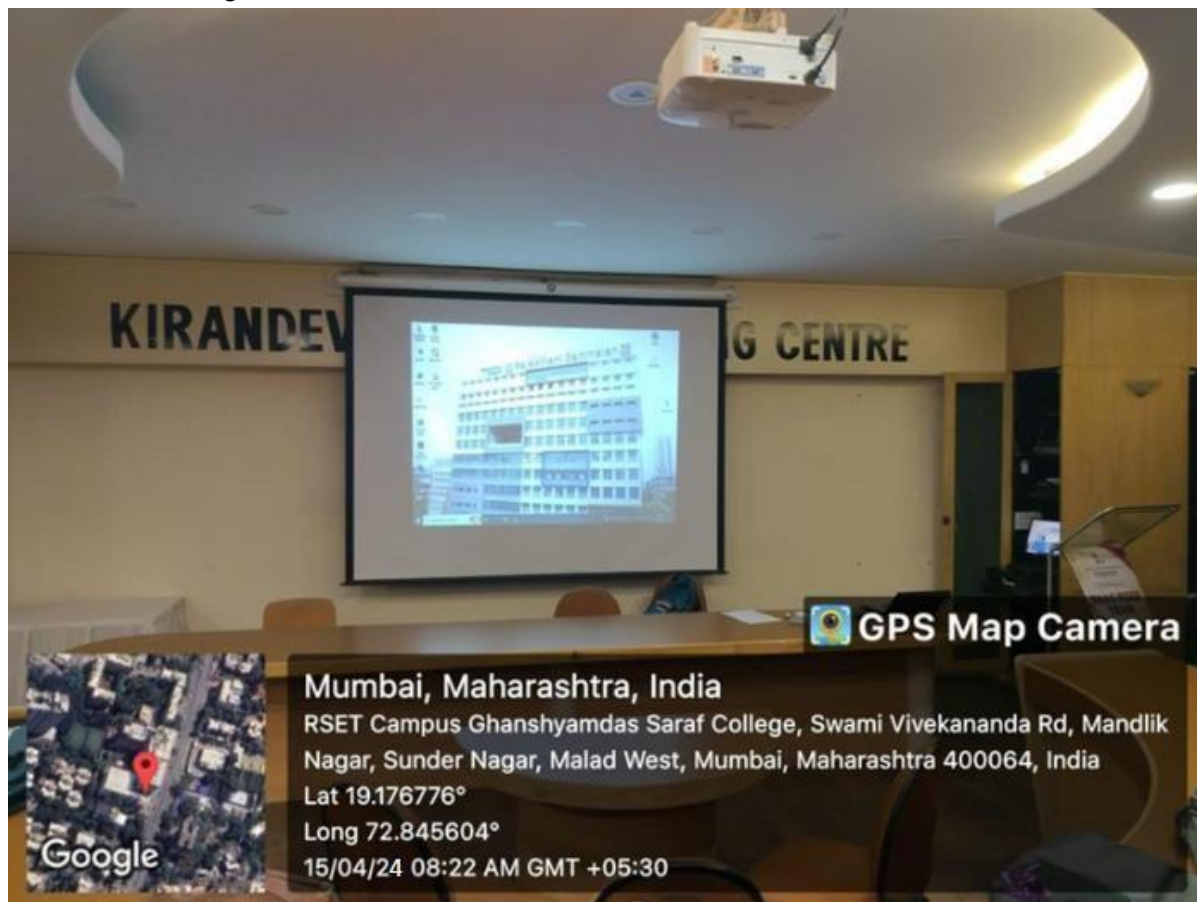 KIRANDEV
G CENTRE
GPS Map Camera
Mumbai, Maharashtra, India
RSET Campus Ghanshyamdas Saraf College, Swami Vivekananda Rd, Mandlik
Nagar, Sunder Nagar, Malad West, Mumbai, Maharashtra 400064, India
Lat 19.176776°
Long 72.845604°
15/04/24 08:22 AM GMT +05:30
Google